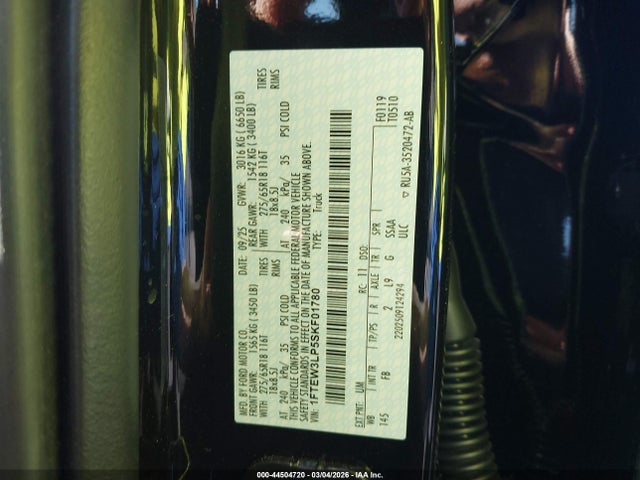 MFD. BY FORD MOTOR CO. DATE: 09/25 GVWR: 3016 KG ( 6650 LB)
FRONT GAWR: 1565 KG ( 3450 LB) REAR GAWR: 1542 KG ( 3400 LB)
WITH 275/65R18 116T TIRES WITH 275/65R18 116T TIRES
18x8.5J RIMS 18x8.5J RIMS
AT 240 kPa/ 35 PSI COLD AT 240 kPa/ 35 PSI COLD
THIS VEHICLE CONFORMS TO ALL APPLICABLE FEDERAL MOTOR VEHICLE
SAFETY STANDARDS IN EFFECT ON THE DATE OF MANUFACTURE SHOWN ABOVE.
VIN: 1FTEW3LP5SKF01780 TYPE: Truck
F0119
T0510
EXT PNT: UM RC: 11 DSO:
WB INT TR TP/PS R AXLE TR SPR
145 FB 2 L9 G SSAA
ULC
2202509124294
▽ RU5A-3520472-AB
000-44504720 - 03/04/2026 - IAA Inc.